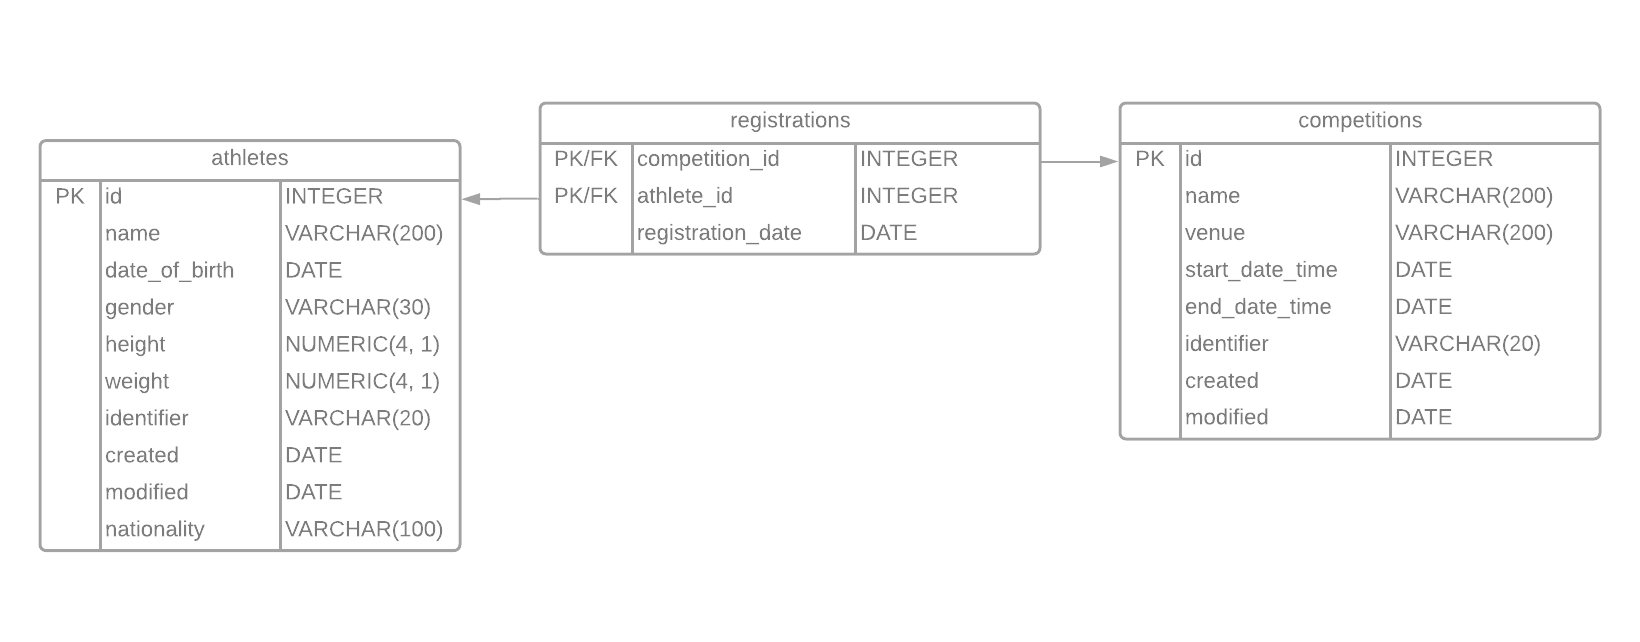 athletes
PK id INTEGER
name VARCHAR(200)
date_of_birth DATE
gender VARCHAR(30)
height NUMERIC(4, 1)
weight NUMERIC(4, 1)
identifier VARCHAR(20)
created DATE
modified DATE
nationality VARCHAR(100)
registrations
PK/FK competition_id INTEGER
PK/FK athlete_id INTEGER
registration_date DATE
competitions
PK id INTEGER
name VARCHAR(200)
venue VARCHAR(200)
start_date_time DATE
end_date_time DATE
identifier VARCHAR(20)
created DATE
modified DATE